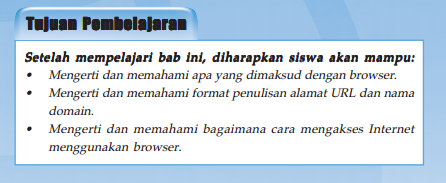 Tujuan Pembelajaran
Setelah mempelajari bab ini, diharapkan siswa akan mampu:
• Mengerti dan memahami apa yang dimaksud dengan browser.
• Mengerti dan memahami format penulisan alamat URL dan nama
domain.
• Mengerti dan memahami bagaimana cara mengakses Internet
menggunakan browser.